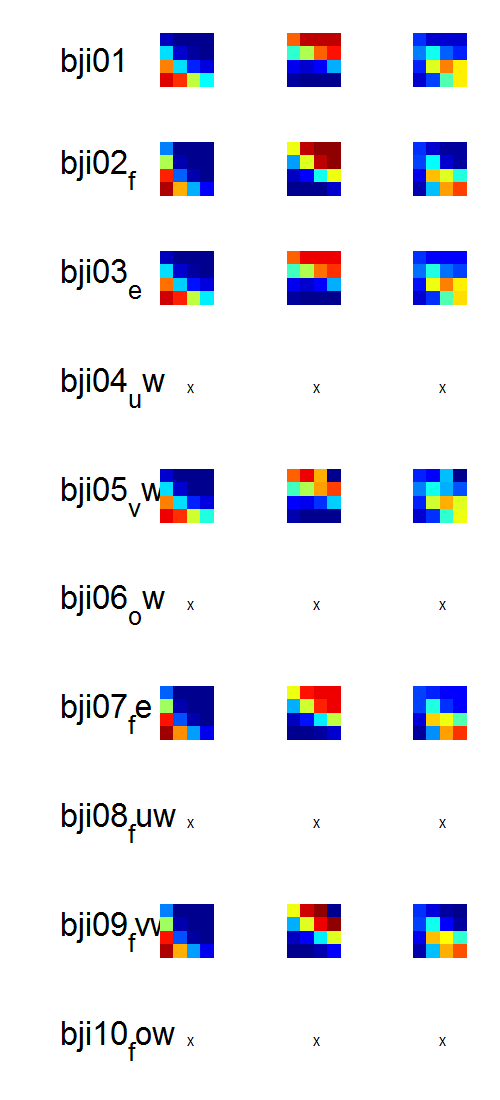 bji01
bji02f
bji03e
bji04uw x x x
bji05vw
bji06ow x x x
bji07fe
bji08fuw x x x
bji09fvw
bji10fow x x x